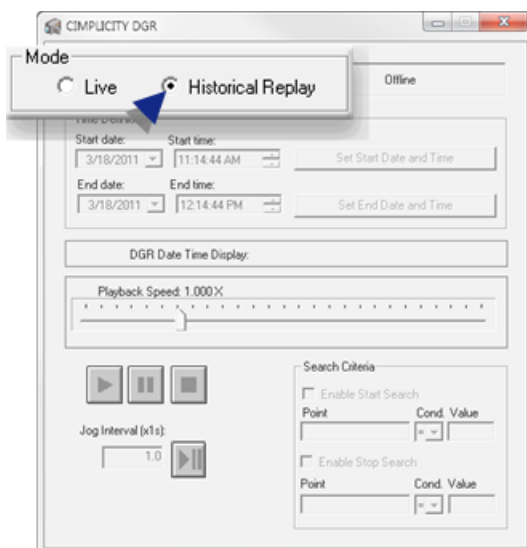 CIMPLICITY DGR
Mode
Live Historical Replay
Offline
Start date: Start time:
3/18/2011 11:14:44 AM Set Start Date and Time
End date: End time:
3/18/2011 12:14:44 PM Set End Date and Time
DGR Date Time Display:
Playback Speed: 1.000 X
Search Criteria
Enable Start Search
Point Cond. Value
=
Jog Interval (x1s):
1.0
Enable Stop Search
Point Cond. Value
=